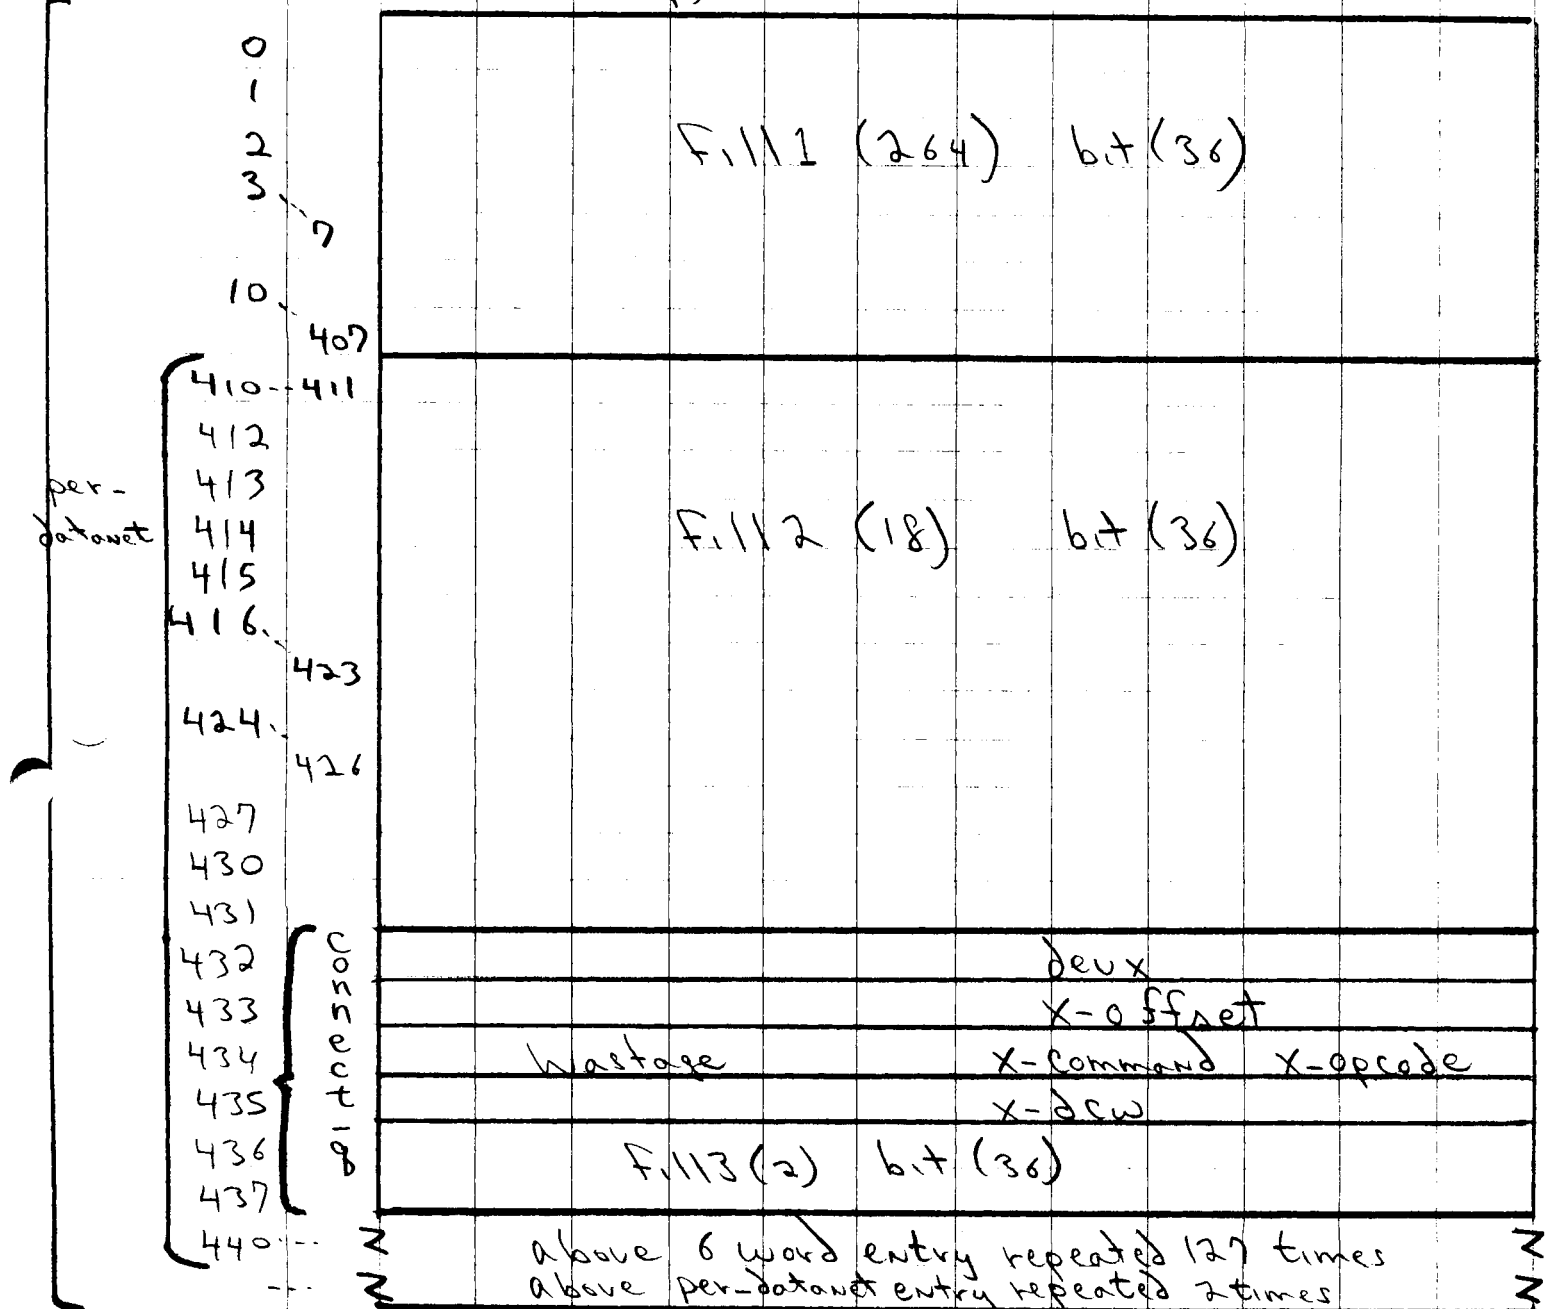 0
1
2 Fill1 (264) bit(36)
3
7
10
407
410--411
412
413
per-
datanet
414 Fill2 (18) bit(36)
415
416
423
424
426
427
430
431
connect-q
432 devx
433 x-offset
434 Wastage x-command x-opcode
435 x-dcw
436 Fill3(2) bit (36)
437
440 --- above 6 word entry repeated 127 times
--- above per-datanet entry repeated 2 times